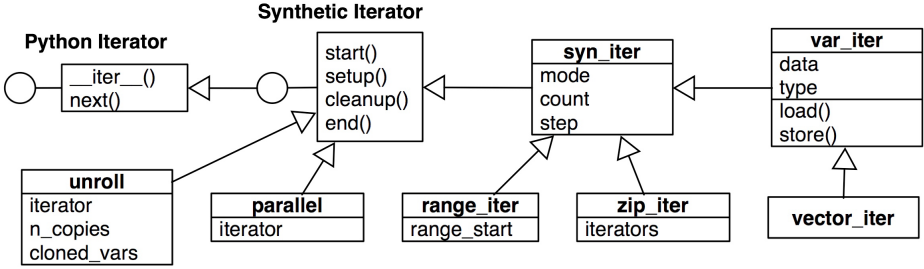 Synthetic Iterator
Python Iterator
__iter__()
next()
start()
setup()
cleanup()
end()
syn_iter
mode
count
step
var_iter
data
type
load()
store()
unroll
iterator
n_copies
cloned_vars
parallel
iterator
range_iter
range_start
zip_iter
iterators
vector_iter